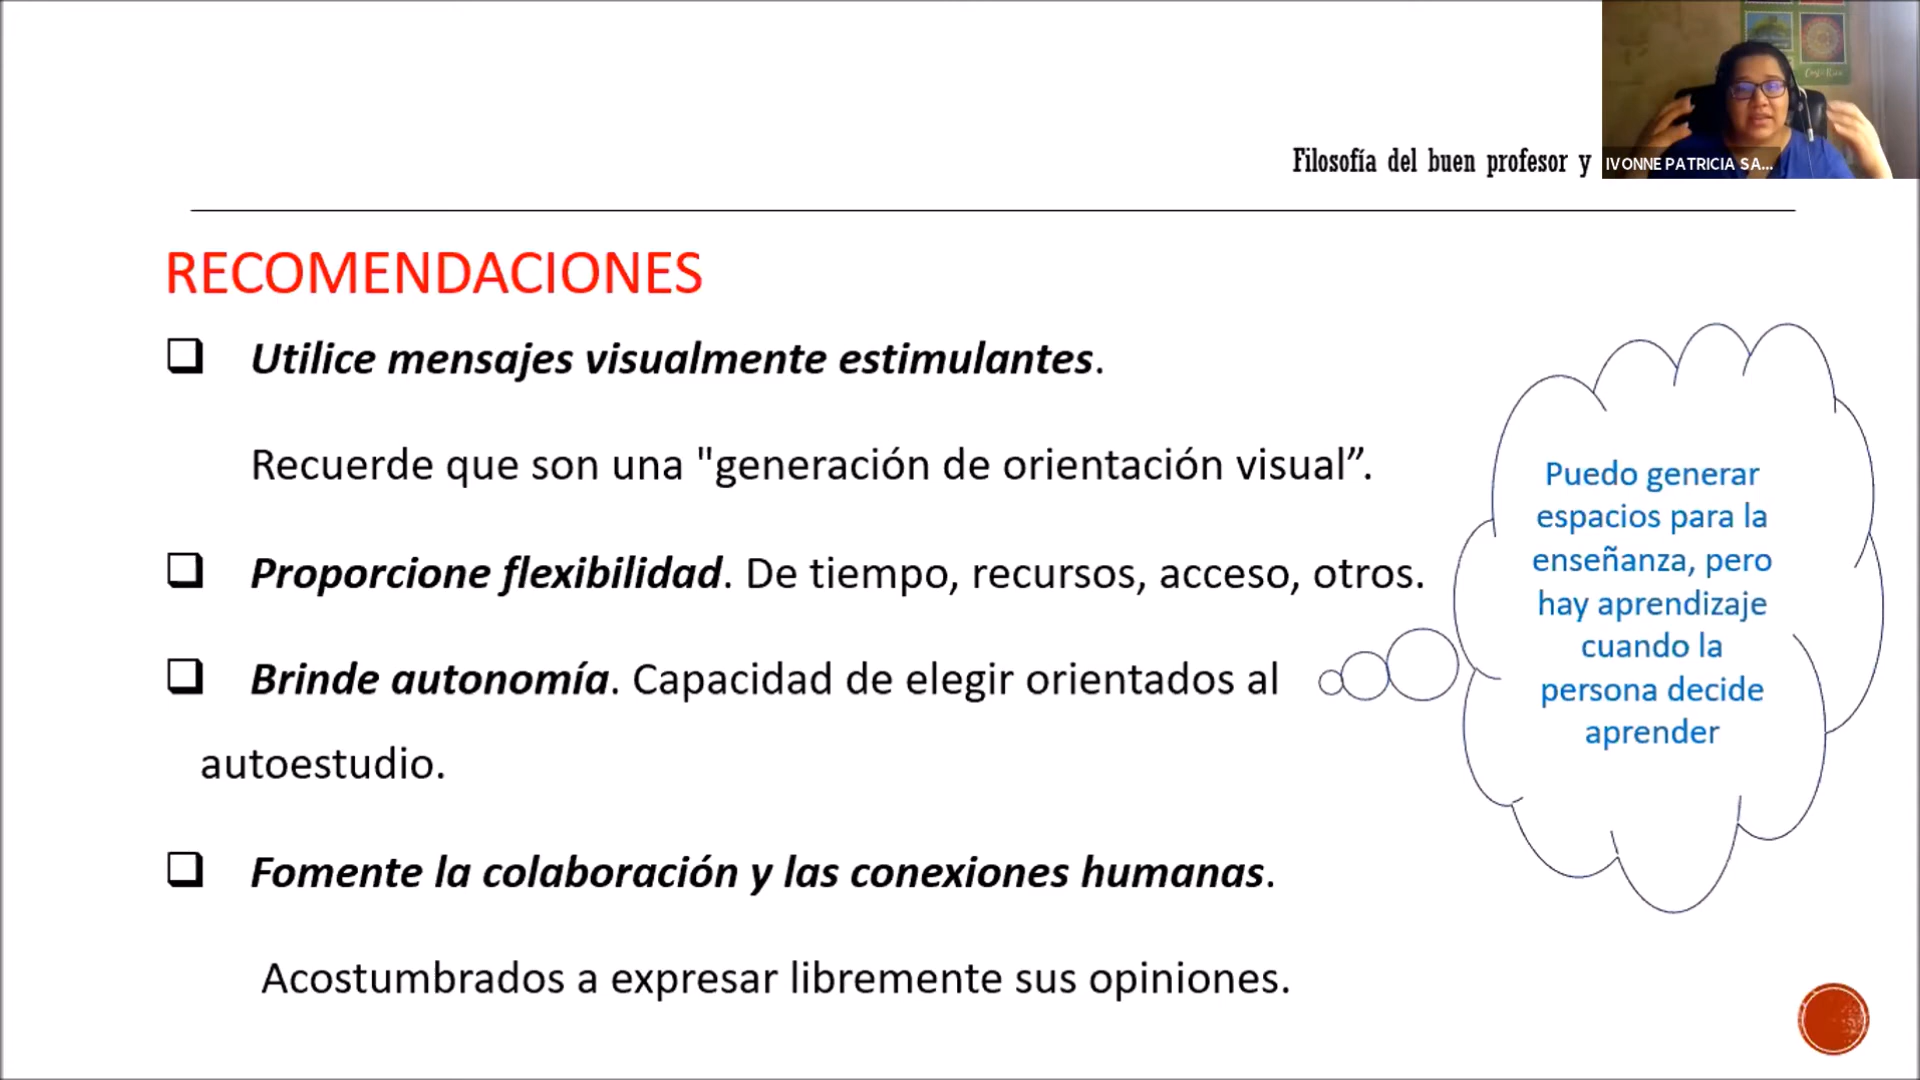 Filosofía del buen profesor y
IVONNE PATRICIA SA...
RECOMENDACIONES
Utilice mensajes visualmente estimulantes.
Recuerde que son una "generación de orientación visual”.
Proporcione flexibilidad. De tiempo, recursos, acceso, otros.
Brinde autonomía. Capacidad de elegir orientados al
autoestudio.
Fomente la colaboración y las conexiones humanas.
Acostumbrados a expresar libremente sus opiniones.
Puedo generar
espacios para la
enseñanza, pero
hay aprendizaje
cuando la
persona decide
aprender